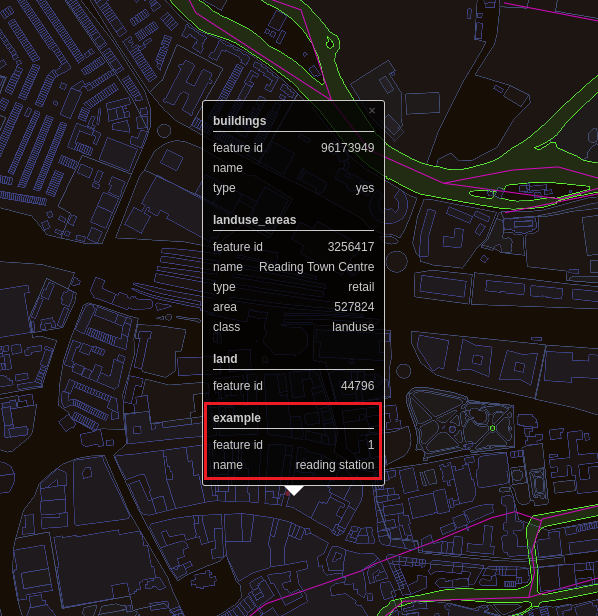 ×
buildings
feature id 96173949
name
type yes
landuse_areas
feature id 3256417
name Reading Town Centre
type retail
area 527824
class landuse
land
feature id 44796
example
feature id 1
name reading station